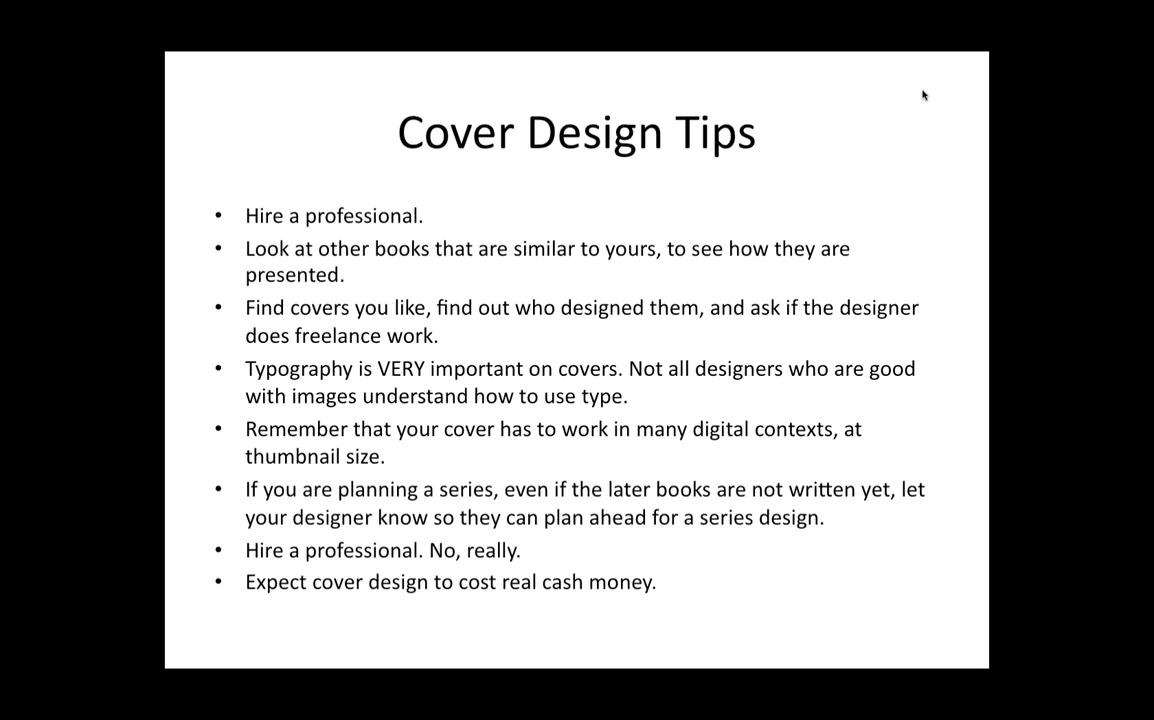 Cover Design Tips
• Hire a professional.
• Look at other books that are similar to yours, to see how they are
presented.
• Find covers you like, find out who designed them, and ask if the designer
does freelance work.
• Typography is VERY important on covers. Not all designers who are good
with images understand how to use type.
• Remember that your cover has to work in many digital contexts, at
thumbnail size.
• If you are planning a series, even if the later books are not written yet, let
your designer know so they can plan ahead for a series design.
• Hire a professional. No, really.
• Expect cover design to cost real cash money.